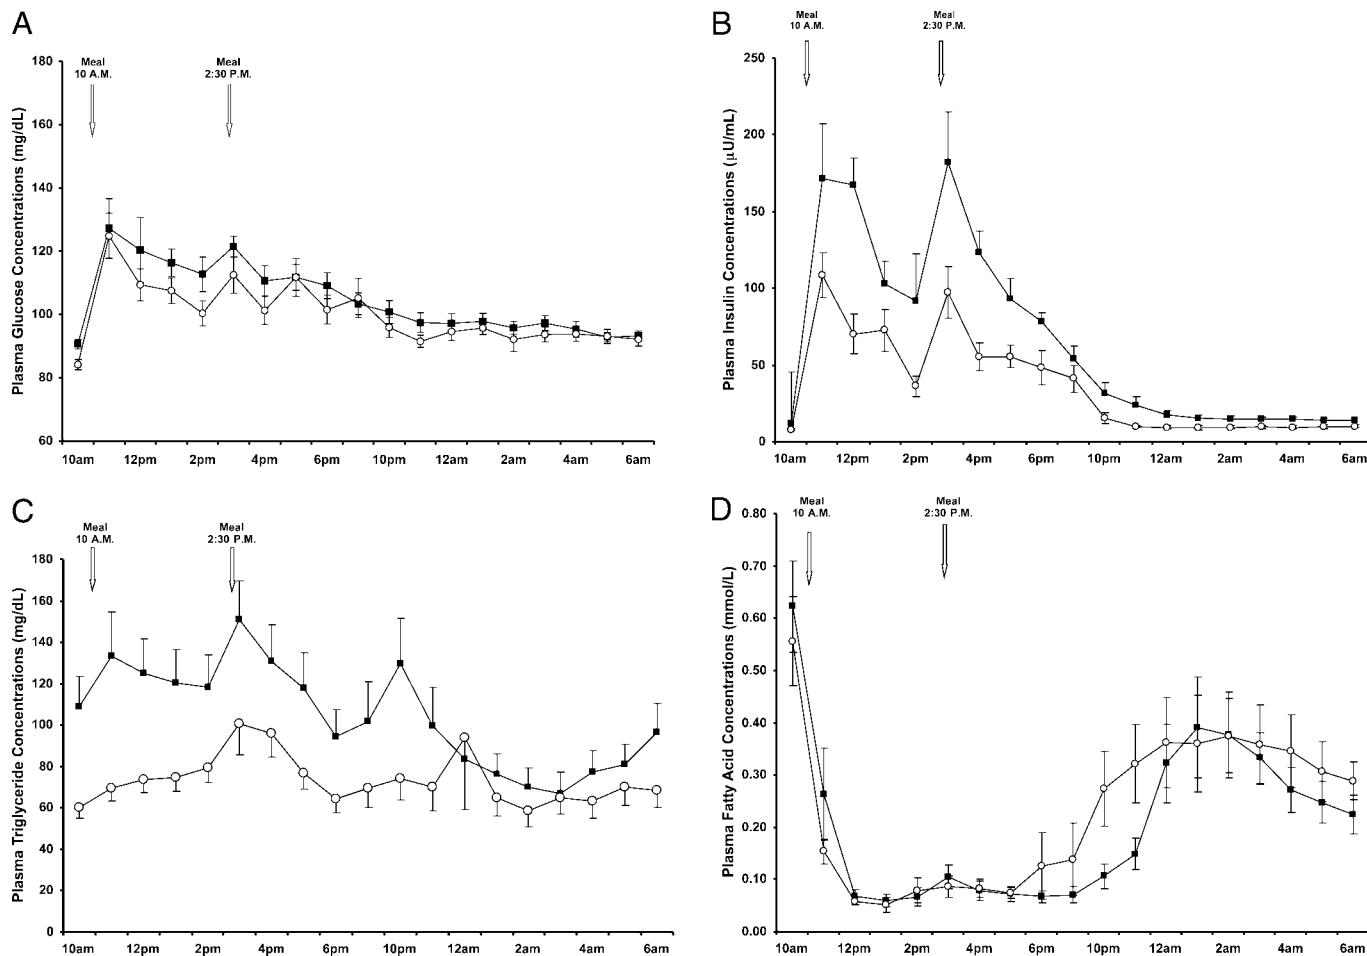 A
Meal
10 A.M.
Meal
2:30 P.M.
Plasma Glucose Concentrations (mg/dL)
180
160
140
120
100
80
60
10am 12pm 2pm 4pm 6pm 10pm 12am 2am 4am 6am
B
Meal
10 A.M.
Meal
2:30 P.M.
Plasma Insulin Concentrations (µU/mL)
250
200
150
100
50
0
10am 12pm 2pm 4pm 6pm 10pm 12am 2am 4am 6am
C
Meal
10 A.M.
Meal
2:30 P.M.
Plasma Triglyceride Concentrations (mg/dL)
180
160
140
120
100
80
60
40
20
0
10am 12pm 2pm 4pm 6pm 10pm 12am 2am 4am 6am
D
Meal
10 A.M.
Meal
2:30 P.M.
Plasma Fatty Acid Concentrations (mmol/L)
0.80
0.70
0.60
0.50
0.40
0.30
0.20
0.10
0.00
10am 12pm 2pm 4pm 6pm 10pm 12am 2am 4am 6am